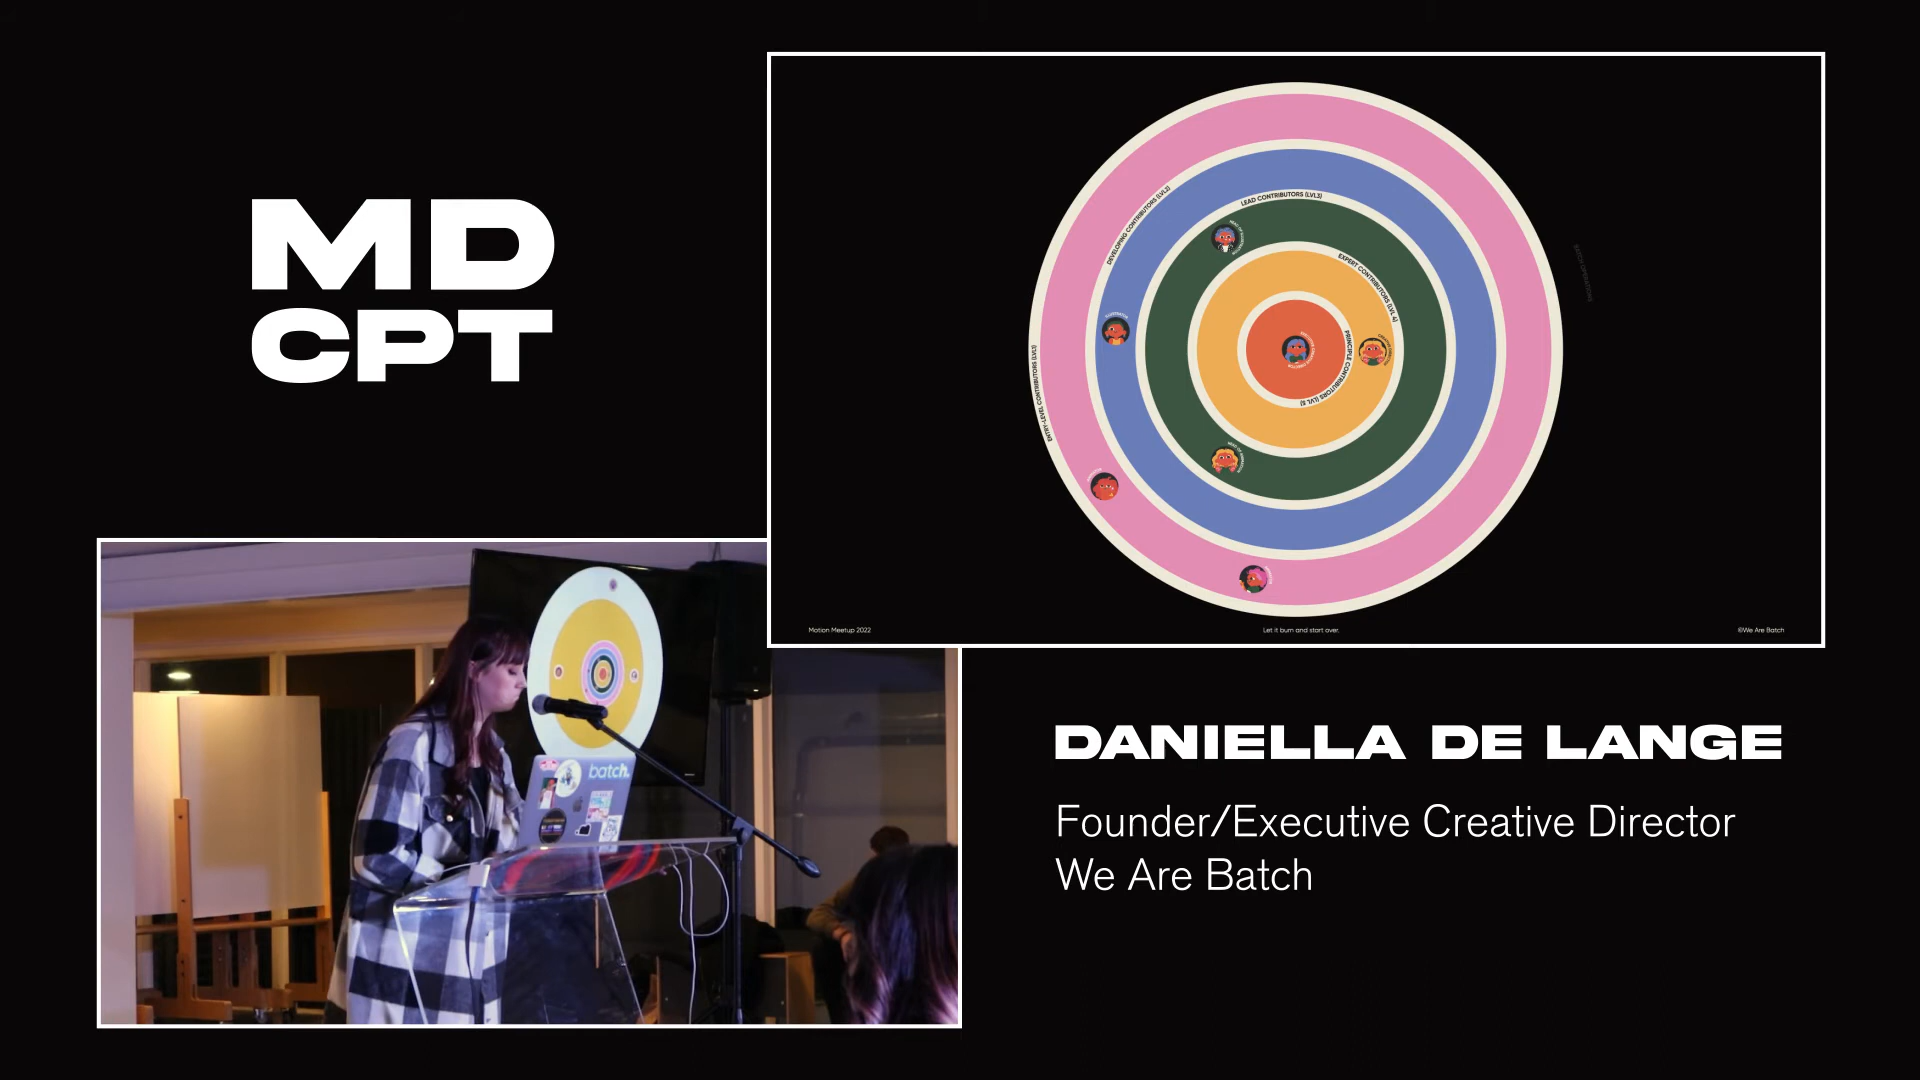 MD
CPT
ENTRY-LEVEL CONTRIBUTORS (LVL1)
DEVELOPING CONTRIBUTORS (LVL2)
LEAD CONTRIBUTORS (LVL3)
EXPERT CONTRIBUTORS (LVL 4)
PRINCIPLE CONTRIBUTORS (LVL 5)
BATCH OPERATIONS
Motion Meetup 2022
Let it burn and start over.
©We Are Batch
batch.
DANIELLA DE LANGE
Founder/Executive Creative Director
We Are Batch